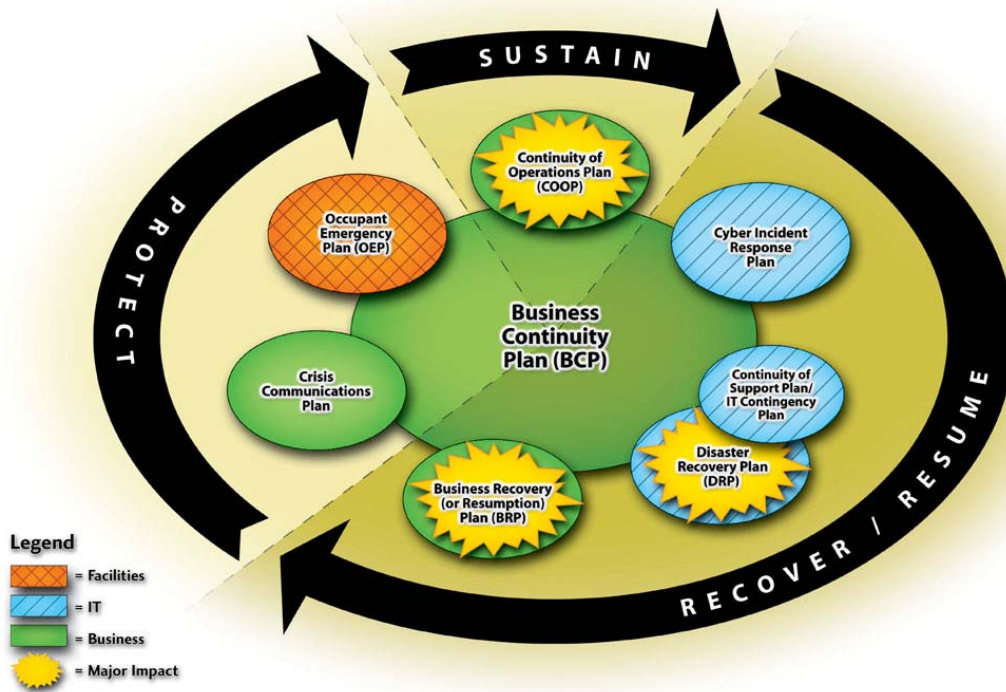 SUSTAIN
PROTECT
RECOVER / RESUME
Continuity of
Operations Plan
(COOP)
Occupant
Emergency
Plan (OEP)
Cyber Incident
Response
Plan
Business
Continuity
Plan (BCP)
Crisis
Communications
Plan
Continuity of
Support Plan/
IT Contingency
Plan
Disaster
Recovery Plan
(DRP)
Business Recovery
(or Resumption)
Plan (BRP)
Legend
= Facilities
= IT
= Business
= Major Impact